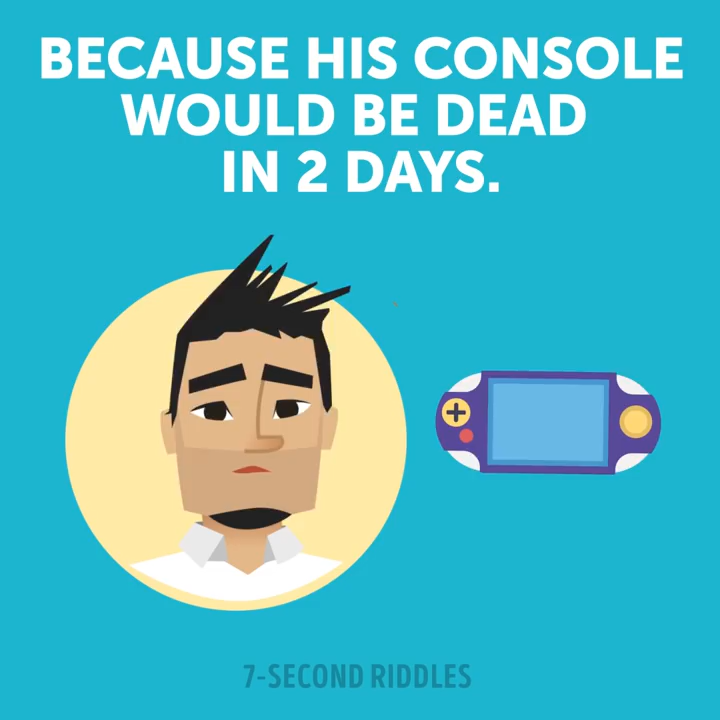 BECAUSE HIS CONSOLE
WOULD BE DEAD
IN 2 DAYS.
7-SECOND RIDDLES